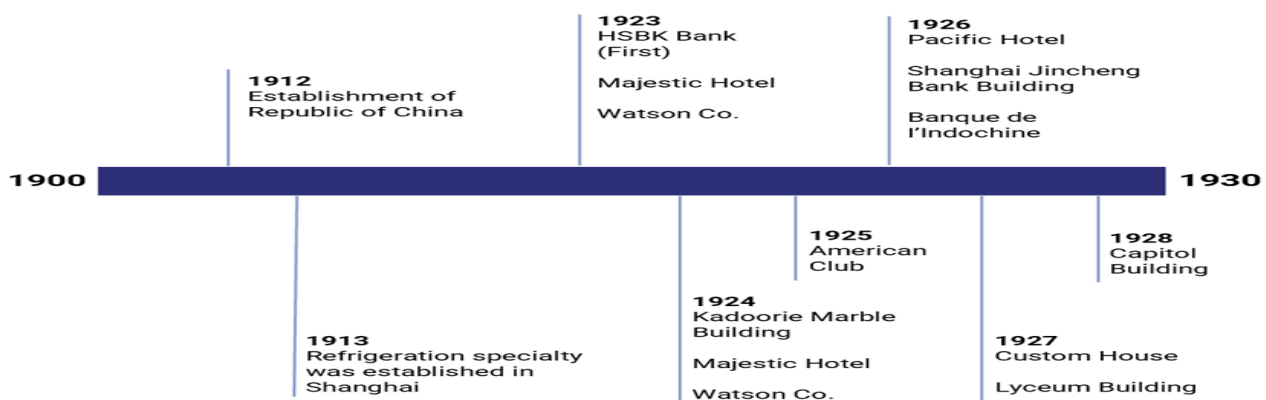 1923
HSBK Bank
(First)
Majestic Hotel
Watson Co.
1926
Pacific Hotel
Shanghai Jincheng
Bank Building
Banque de
l'Indochine
1912
Establishment of
Republic of China
1900
1930
1925
American
Club
1928
Capitol
Building
1924
Kadoorie Marble
Building
Majestic Hotel
Watson Co.
1913
Refrigeration specialty
was established in
Shanghai
1927
Custom House
Lyceum Building